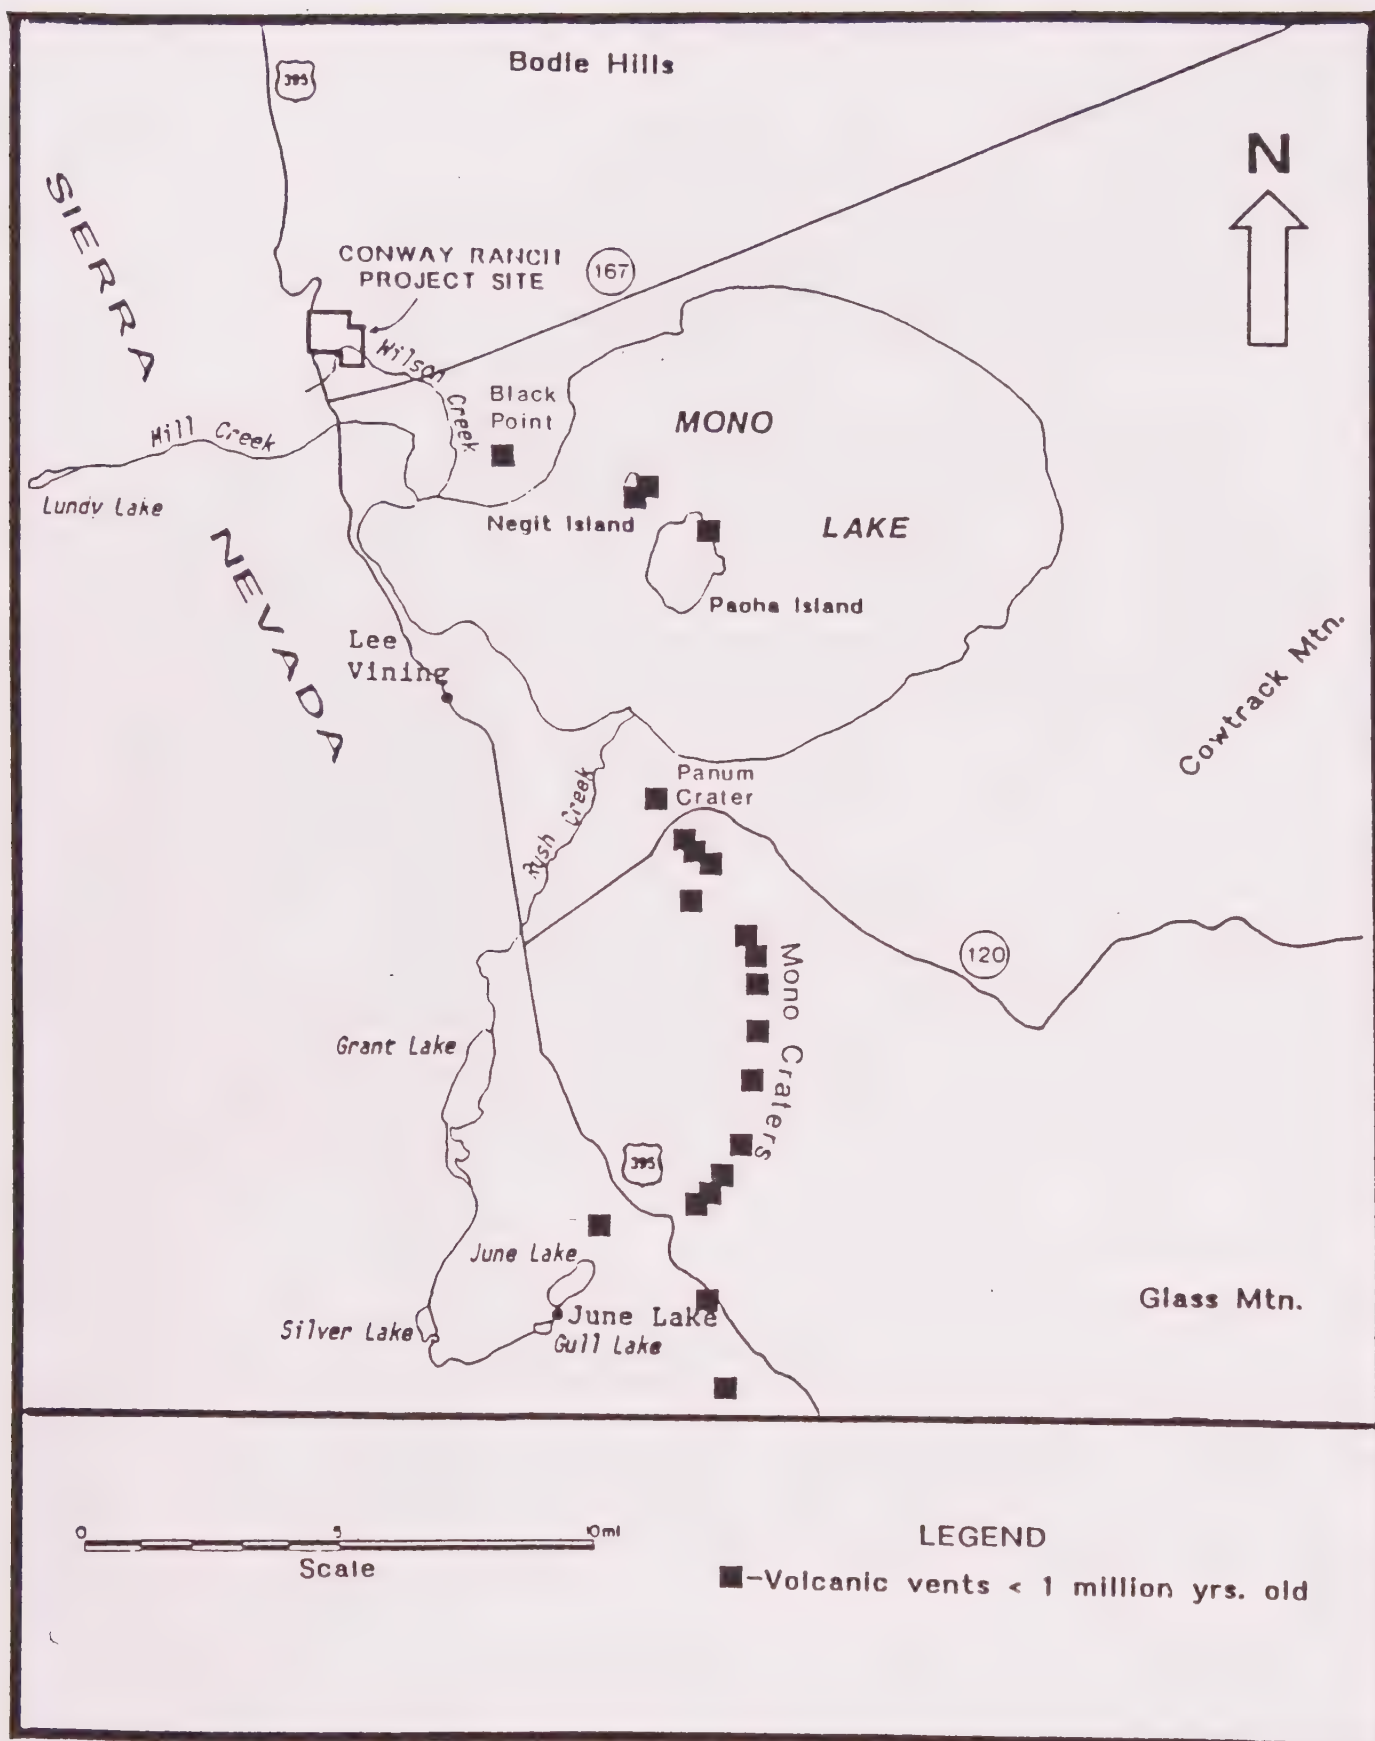 Bodie Hills
395
N
SIERRA
CONWAY RANCH
PROJECT SITE
167
Wilson
Creek
Black
Point
MONO
Mill Creek
Lundy Lake
Negit Island
LAKE
NEVADA
Paoha Island
Lee
Vining
Cowtrack Mtn.
Panum
Crater
Rush Creek
120
Mono Craters
Grant Lake
395
June Lake
Glass Mtn.
June Lake
Silver Lake
Gull Lake
0 5 10mi
Scale
LEGEND
-Volcanic vents < 1 million yrs. old